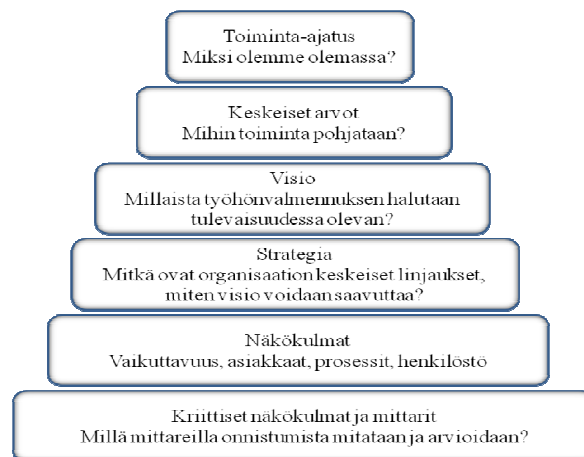 Toiminta-ajatus
Miksi olemme olemassa?
Keskeiset arvot
Mihin toiminta pohjataan?
Visio
Millaista työhönvalmennuksen halutaan
tulevaisuudessa olevan?
Strategia
Mitkä ovat organisaation keskeiset linjaukset,
miten visio voidaan saavuttaa?
Näkökulmat
Vaikuttavuus, asiakkaat, prosessit, henkilöstö
Kriittiset näkökulmat ja mittarit
Millä mittareilla onnistumista mitataan ja arvioidaan?